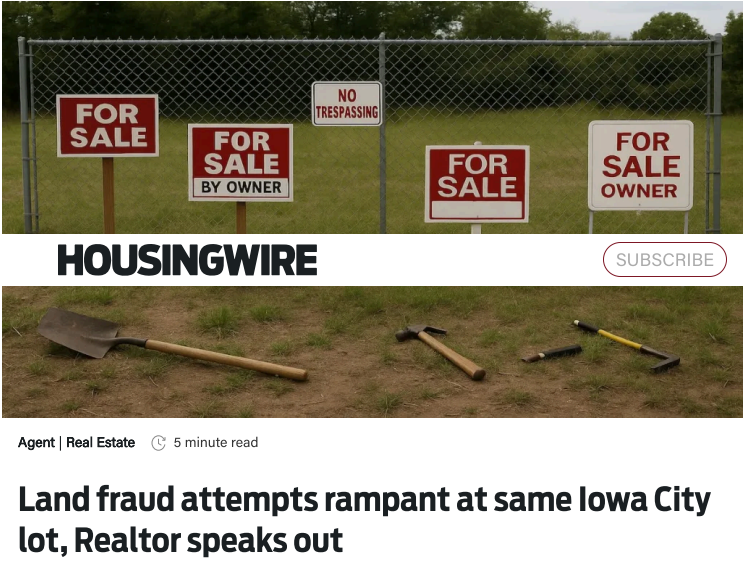 FOR
SALE
FOR
SALE
BY OWNER
NO
TRESPASSING
FOR
SALE
FOR
SALE
OWNER
HOUSINGWIRE
SUBSCRIBE
Agent | Real Estate
5 minute read
Land fraud attempts rampant at same Iowa City
lot, Realtor speaks out